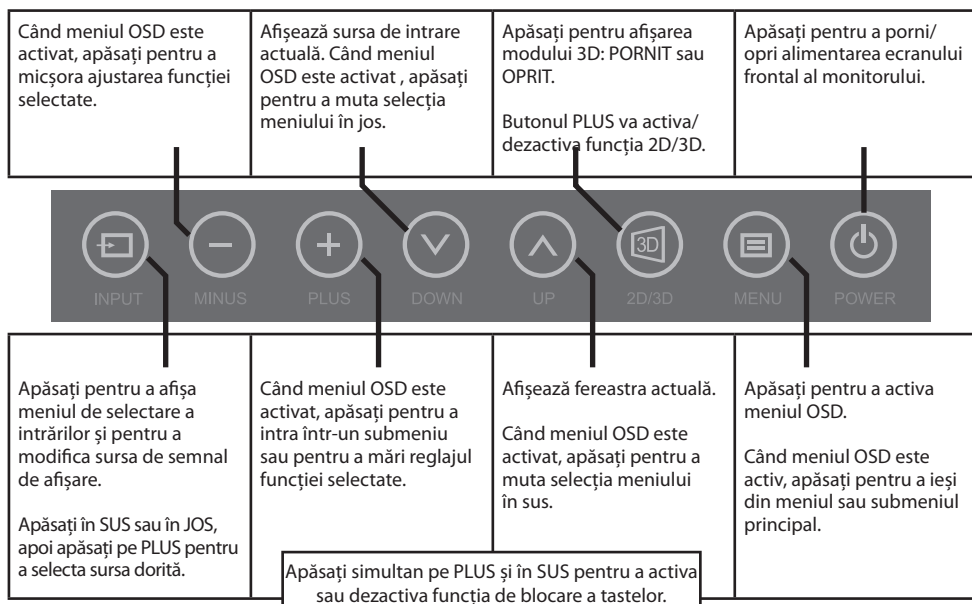 Când meniul OSD este
activat, apăsați pentru a
micșora ajustarea funcției
selectate.
Afișează sursa de intrare
actuală. Când meniul
OSD este activat , apăsați
pentru a muta selecția
meniului în jos.
Apăsați pentru afișarea
modului 3D: PORNIT sau
OPRIT.
Butonul PLUS va activa/
dezactiva funcția 2D/3D.
Apăsați pentru a porni/
opri alimentarea ecranului
frontal al monitorului.
3D
INPUT MINUS PLUS DOWN UP 2D/3D MENU POWER
Apăsați pentru a afișa
meniul de selectare a
intrărilor și pentru a
modifica sursa de semnal
de afișare.
Apăsați în SUS sau în JOS,
apoi apăsați pe PLUS pentru
a selecta sursa dorită.
Când meniul OSD este
activat, apăsați pentru a
intra într-un submeniu
sau pentru a mări reglajul
funcției selectate.
Afișează fereastra actuală.
Când meniul OSD este
activat, apăsați pentru a
muta selecția meniului
în sus.
Apăsați pentru a activa
meniul OSD.
Când meniul OSD este
activ, apăsați pentru a ieși
din meniul sau submeniul
principal.
Apăsați simultan pe PLUS și în SUS pentru a activa
sau dezactiva funcția de blocare a tastelor.